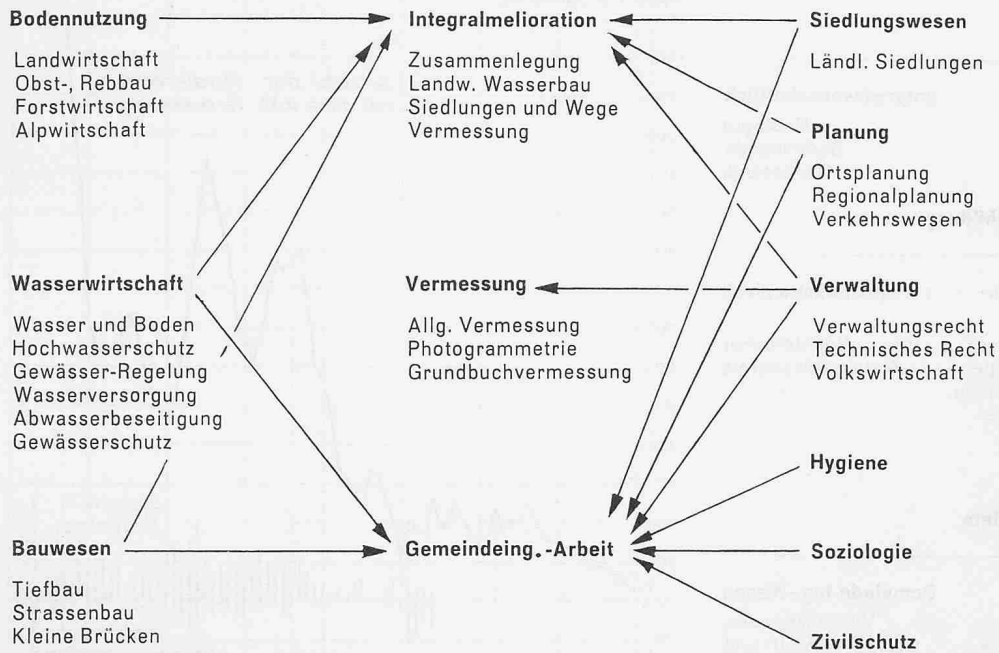 Bodennutzung
Landwirtschaft
Obst-, Rebbau
Forstwirtschaft
Alpwirtschaft
Wasserwirtschaft
Wasser und Boden
Hochwasserschutz
Gewässer-Regelung
Wasserversorgung
Abwasserbeseitigung
Gewässerschutz
Bauwesen
Tiefbau
Strassenbau
Kleine Brücken
Integralmelioration
Zusammenlegung
Landw. Wasserbau
Siedlungen und Wege
Vermessung
Vermessung
Allg. Vermessung
Photogrammetrie
Grundbuchvermessung
Gemeindeing.-Arbeit
Siedlungswesen
Ländl. Siedlungen
Planung
Ortsplanung
Regionalplanung
Verkehrswesen
Verwaltung
Verwaltungsrecht
Technisches Recht
Volkswirtschaft
Hygiene
Soziologie
Zivilschutz